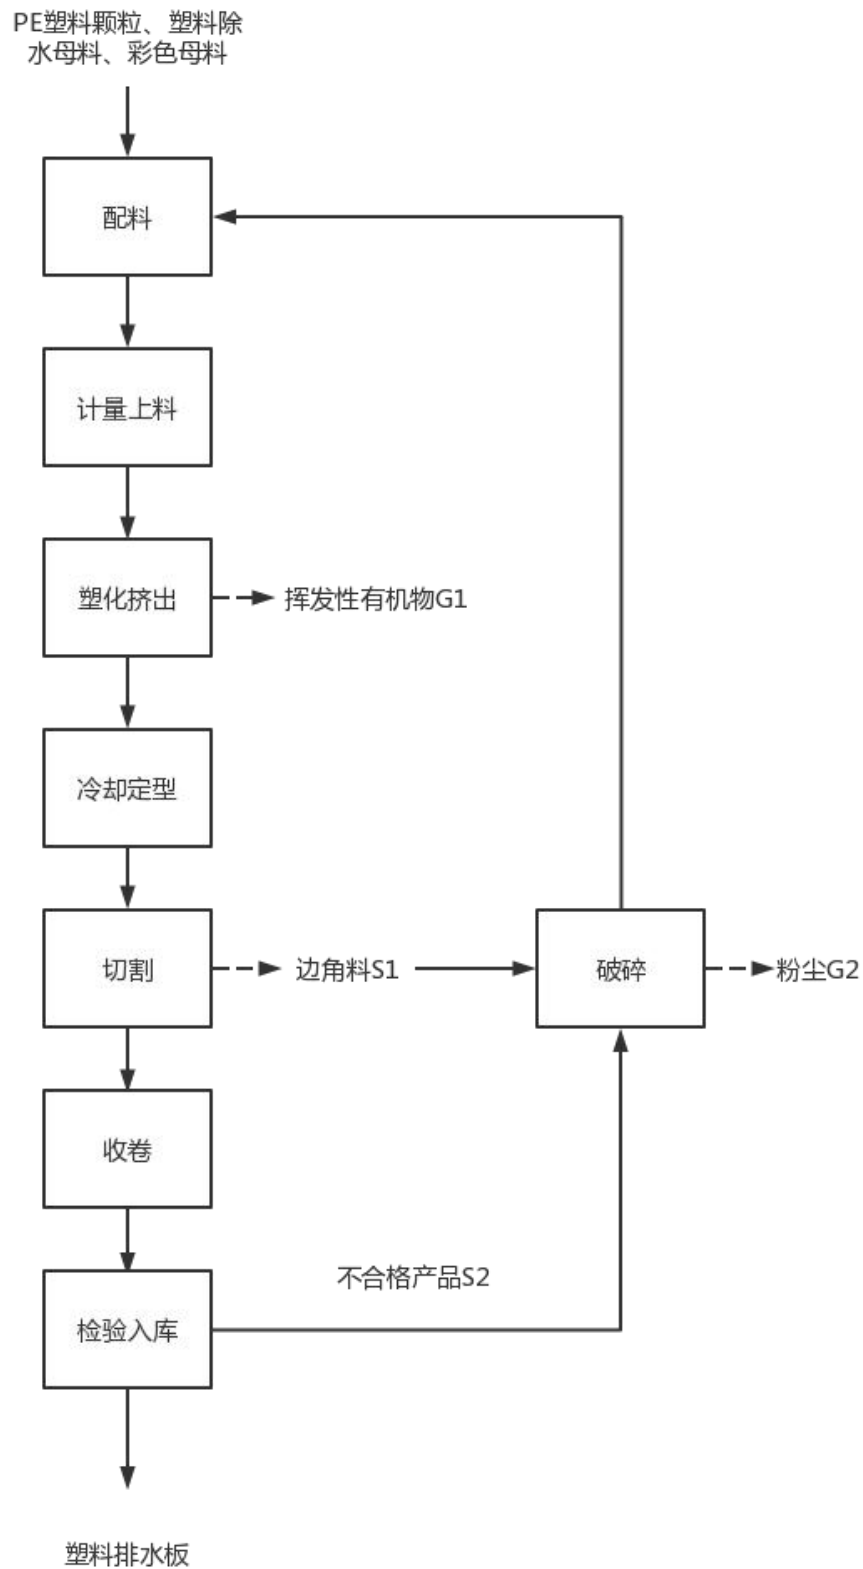 PE塑料颗粒、塑料除
水母料、彩色母料
配料
计量上料
塑化挤出
挥发性有机物G1
冷却定型
切割
边角料S1
破碎
粉尘G2
收卷
不合格产品S2
检验入库
塑料排水板